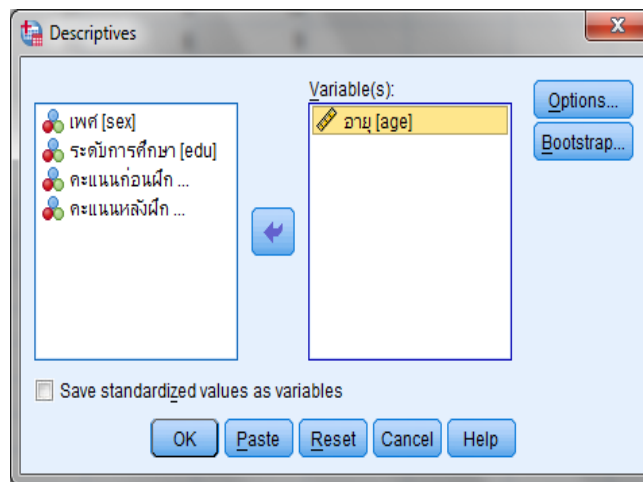 Descriptives
Variable(s):
เพศ [sex]
ระดับการศึกษา [edu]
คะแนนก่อนฝึก ...
คะแนนหลังฝึก ...
อายุ [age]
Options...
Bootstrap...
Save standardized values as variables
OK Paste Reset Cancel Help